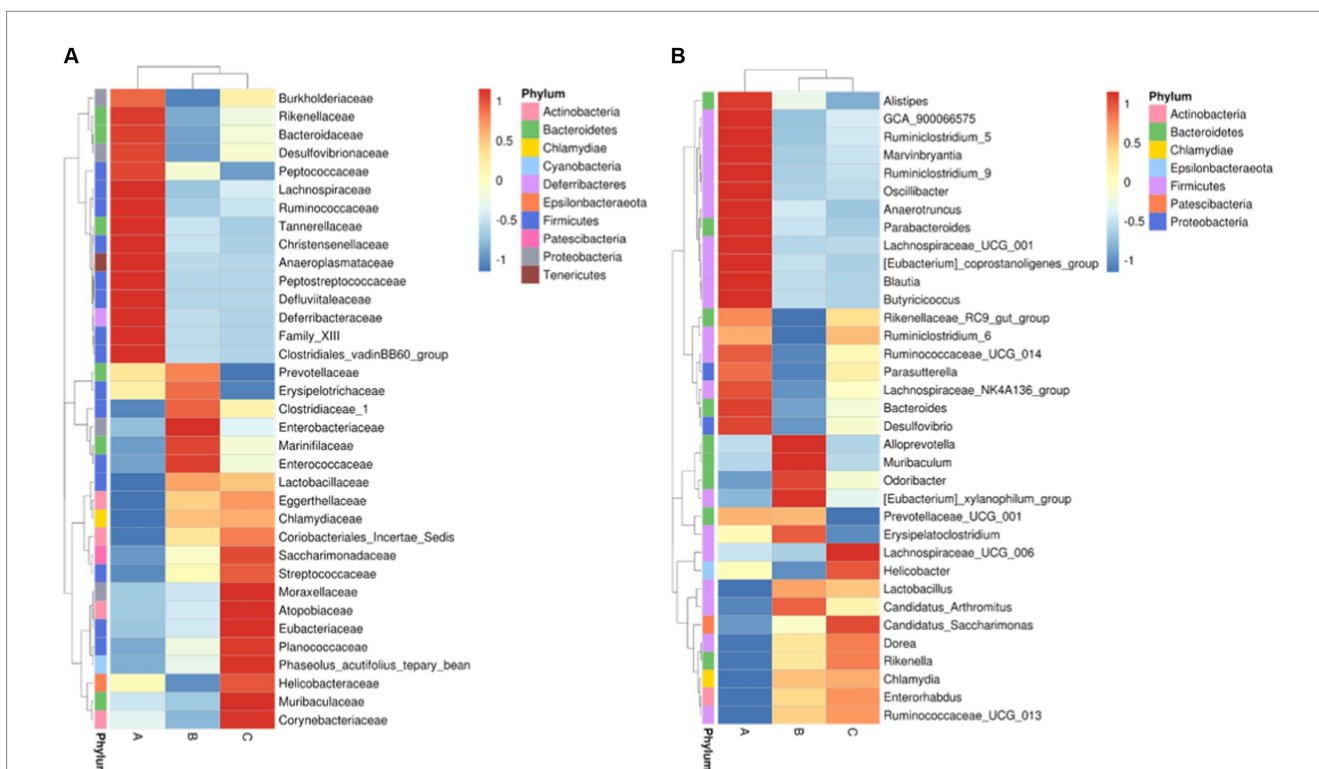 A
Burkholderiaceae
Rikenellaceae
Bacteroidaceae
Desulfovibrionaceae
Peptococcaceae
Lachnospiraceae
Ruminococcaceae
Tannerellaceae
Christensenellaceae
Anaeroplasmataceae
Peptostreptococcaceae
Defluviitaleaceae
Deferribacteraceae
Family_XIII
Clostridiales_vadinBB60_group
Prevotellaceae
Erysipelotrichaceae
Clostridiaceae_1
Enterobacteriaceae
Marinifilaceae
Enterococcaceae
Lactobacillaceae
Eggerthellaceae
Chlamydiaceae
Coriobacteriales_Incertae_Sedis
Saccharimonadaceae
Streptococcaceae
Moraxellaceae
Atopobiaceae
Eubacteriaceae
Planococcaceae
Phaseolus_acutifolius_tepary_bean
Helicobacteraceae
Muribaculaceae
Corynebacteriaceae
Phylum A B C
1
0.5
0
-0.5
-1
Phylum
Actinobacteria
Bacteroidetes
Chlamydiae
Cyanobacteria
Deferribacteres
Epsilonbacteraeota
Firmicutes
Patescibacteria
Proteobacteria
Tenericutes
B
Alistipes
GCA_900066575
Ruminiclostridium_5
Marvinbryantia
Ruminiclostridium_9
Oscillibacter
Anaerotruncus
Parabacteroides
Lachnospiraceae_UCG_001
[Eubacterium]_coprostanoligenes_group
Blautia
Butyricicoccus
Rikenellaceae_RC9_gut_group
Ruminiclostridium_6
Ruminococcaceae_UCG_014
Parasutterella
Lachnospiraceae_NK4A136_group
Bacteroides
Desulfovibrio
Alloprevotella
Muribaculum
Odoribacter
[Eubacterium]_xylanophilum_group
Prevotellaceae_UCG_001
Erysipelatoclostridium
Lachnospiraceae_UCG_006
Helicobacter
Lactobacillus
Candidatus_Arthromitus
Candidatus_Saccharimonas
Dorea
Rikenella
Chlamydia
Enterorhabdus
Ruminococcaceae_UCG_013
Phylum A B C
1
0.5
0
-0.5
-1
Phylum
Actinobacteria
Bacteroidetes
Chlamydiae
Epsilonbacteraeota
Firmicutes
Patescibacteria
Proteobacteria